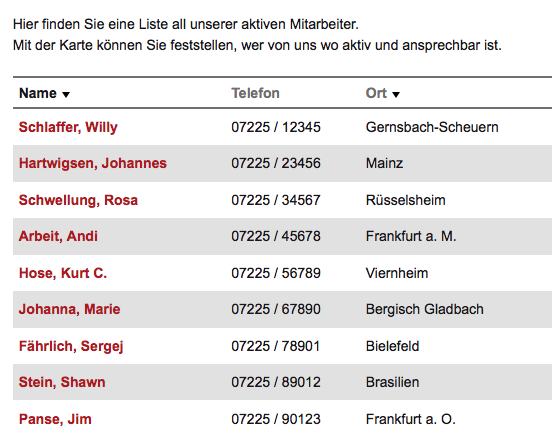 Hier finden Sie eine Liste all unserer aktiven Mitarbeiter.
Mit der Karte können Sie feststellen, wer von uns wo aktiv und ansprechbar ist.
Name Telefon Ort
Schlaffer, Willy 07225 / 12345 Gernsbach-Scheuern
Hartwigsen, Johannes 07225 / 23456 Mainz
Schwellung, Rosa 07225 / 34567 Rüsselsheim
Arbeit, Andi 07225 / 45678 Frankfurt a. M.
Hose, Kurt C. 07225 / 56789 Viernheim
Johanna, Marie 07225 / 67890 Bergisch Gladbach
Fährlich, Sergej 07225 / 78901 Bielefeld
Stein, Shawn 07225 / 89012 Brasilien
Panse, Jim 07225 / 90123 Frankfurt a. O.